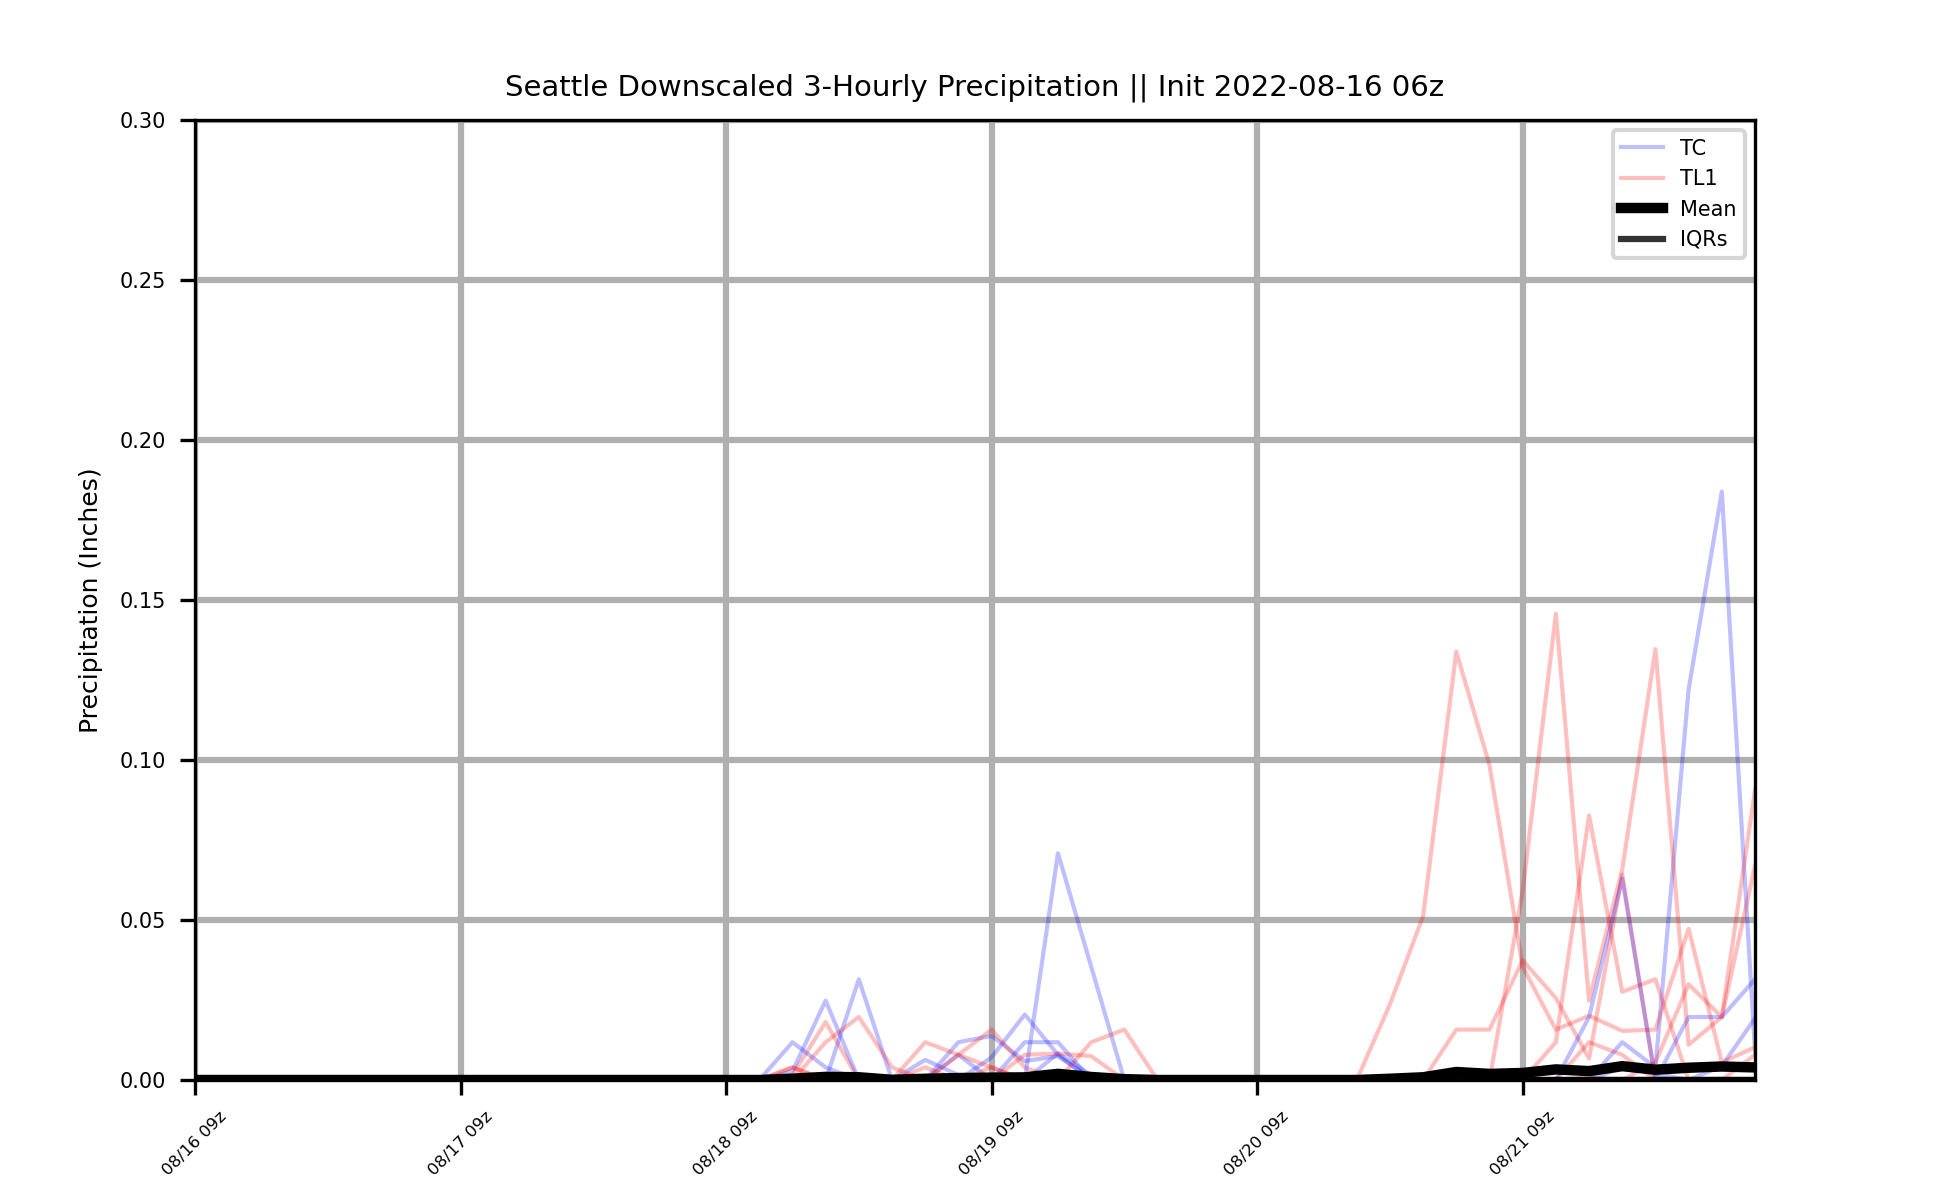 Seattle Downscaled 3-Hourly Precipitation || Init 2022-08-16 06z
TC
TL1
Mean
IQRs
Precipitation (Inches)
0.30
0.25
0.20
0.15
0.10
0.05
0.00
08/16 09z
08/17 09z
08/18 09z
08/19 09z
08/20 09z
08/21 09z